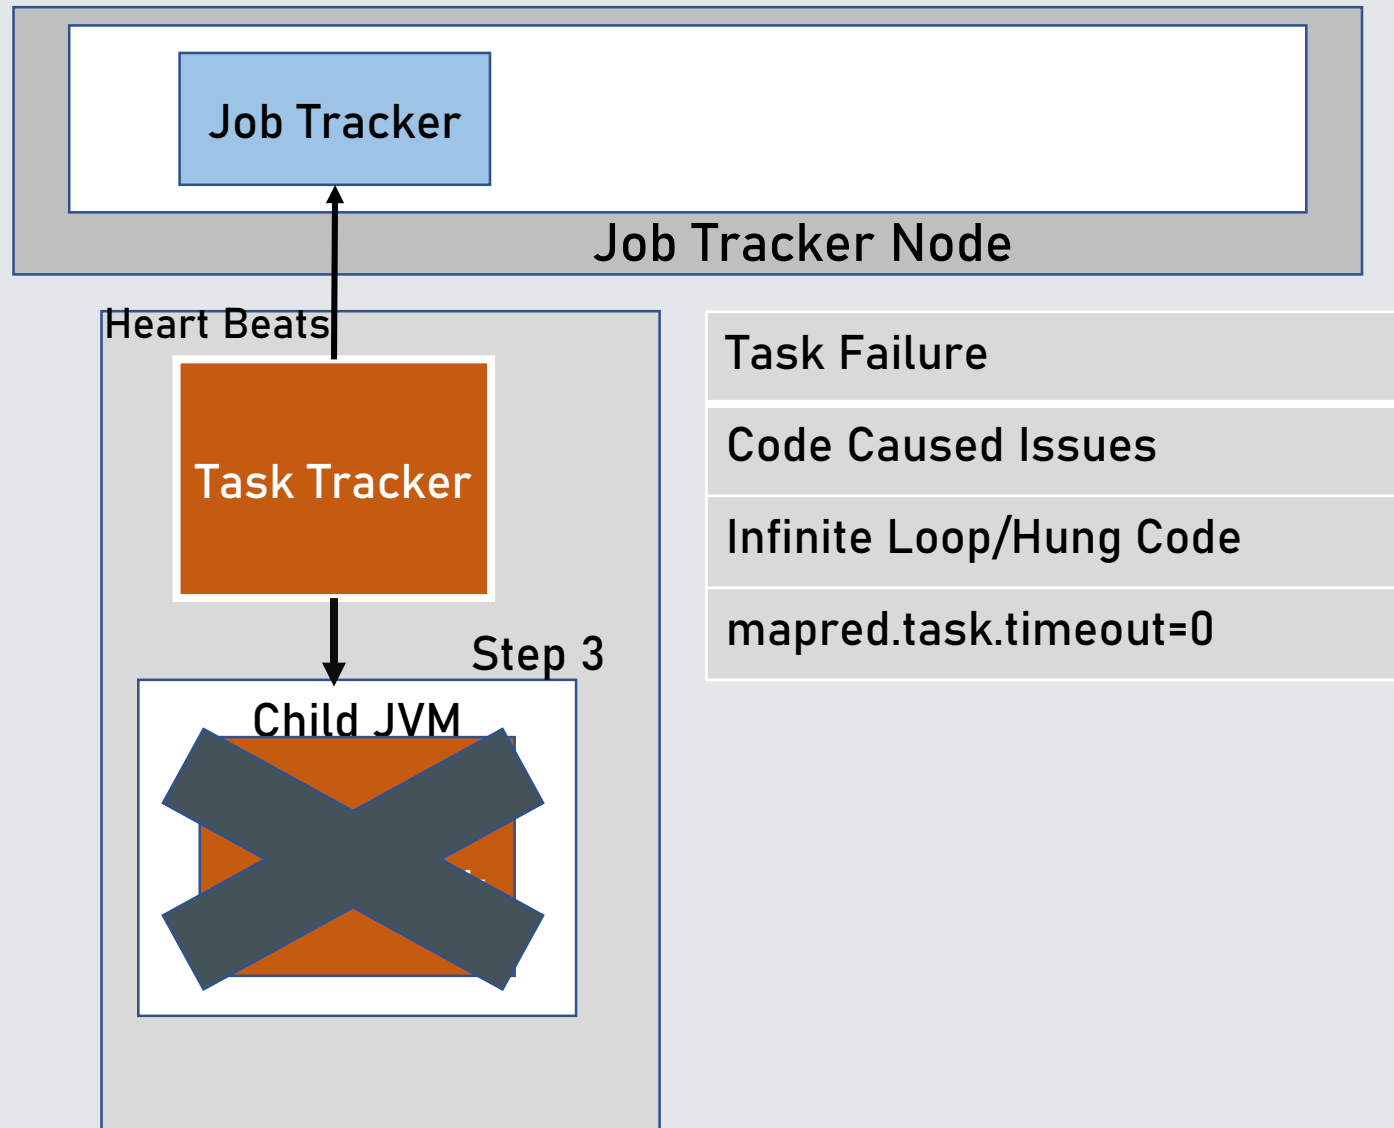 Job Tracker
Job Tracker Node
Heart Beats
Task Tracker
Step 3
Child JVM
Task Failure
Code Caused Issues
Infinite Loop/Hung Code
mapred.task.timeout=0